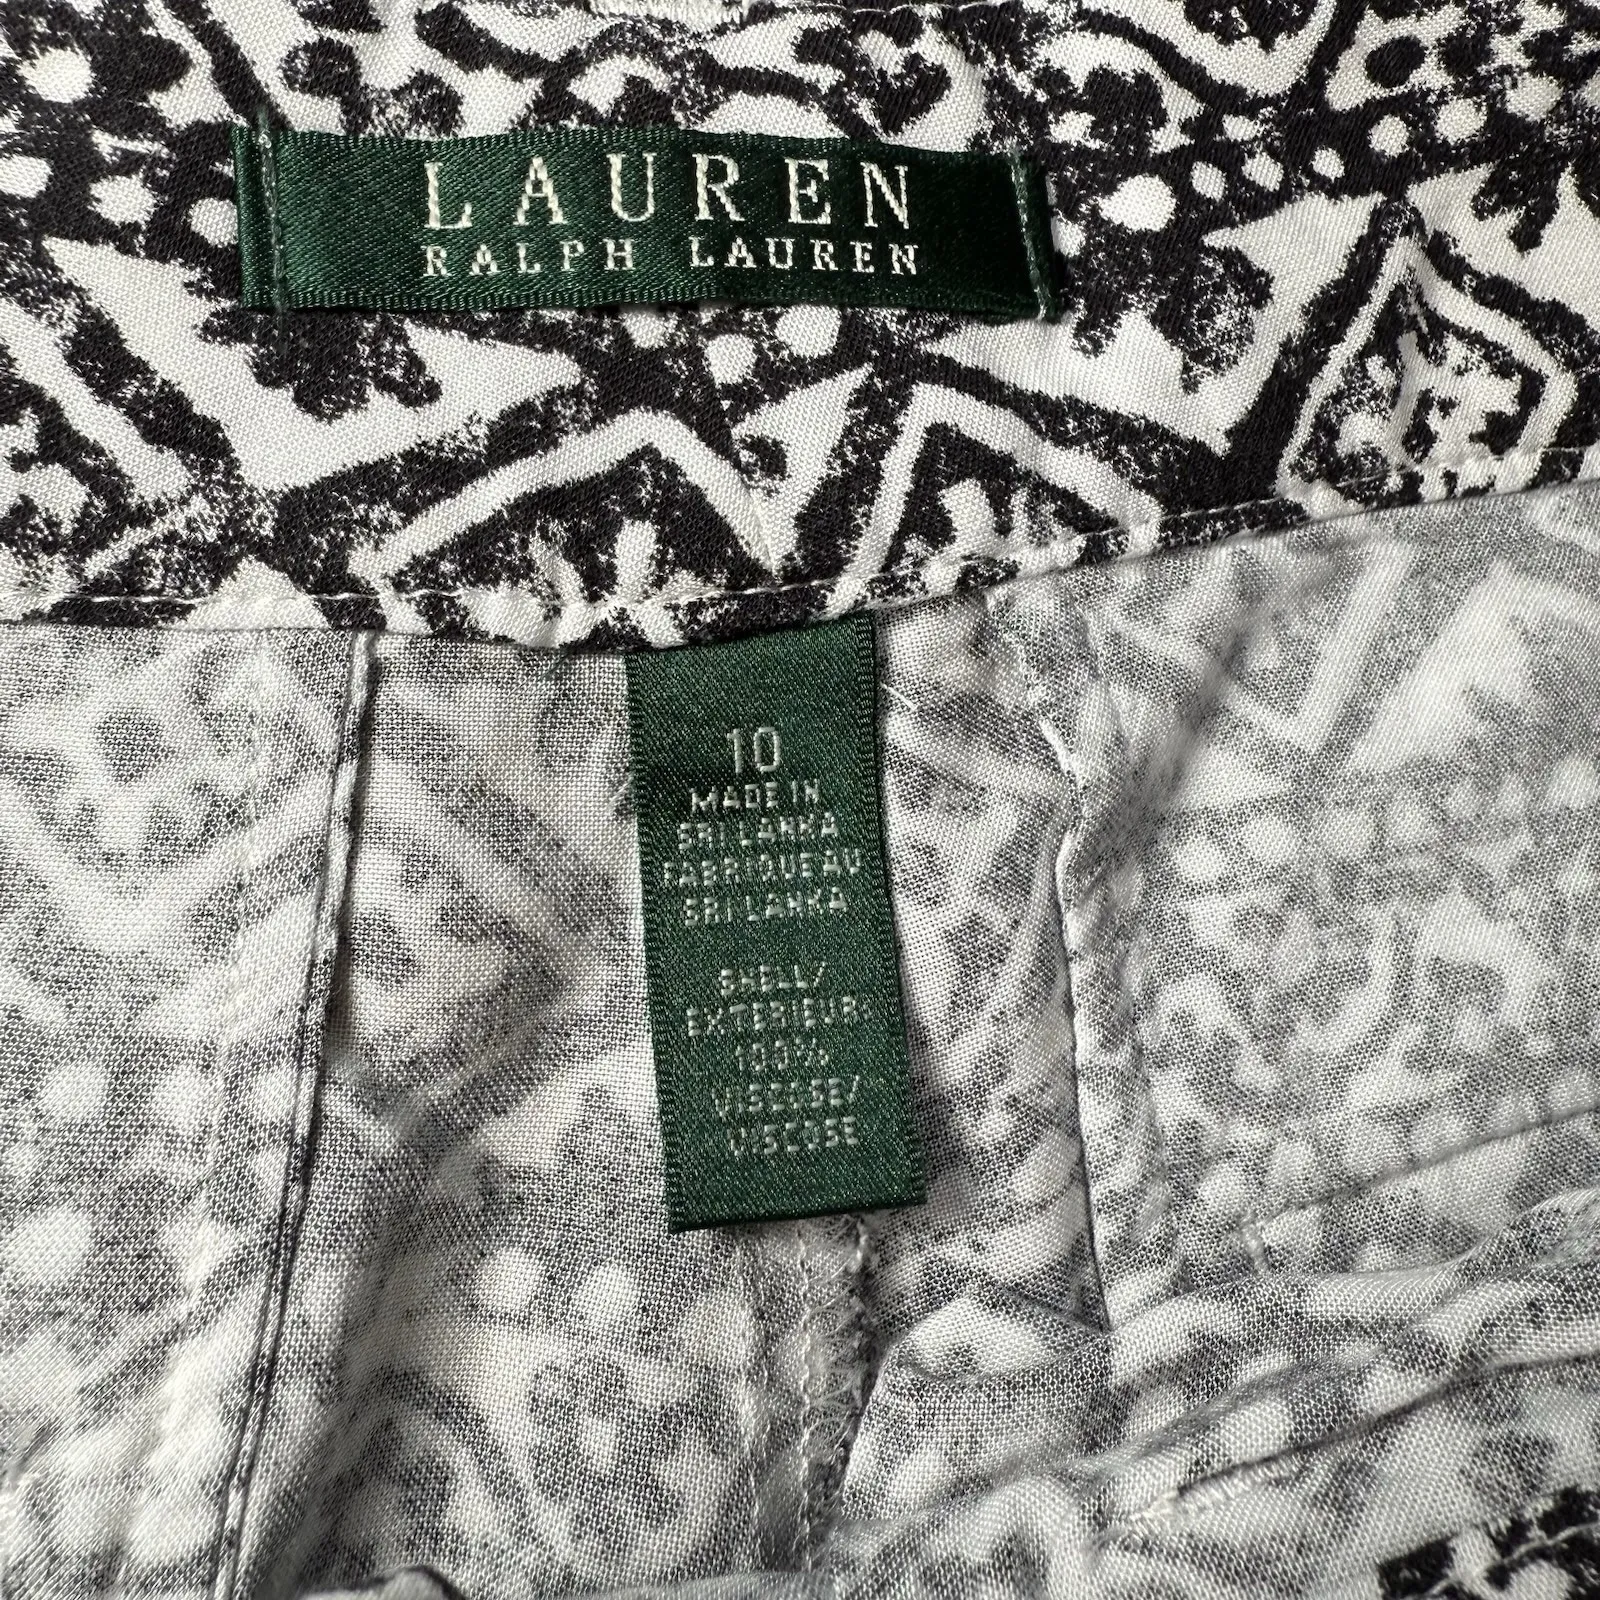 LAUREN
RALPH LAUREN
10
MADE IN
SRI LANKA
FABRIQUE AU
SRI LANKA
SHELL/
EXTERIEUR:
100%
VISCOSE/
VISCOSE